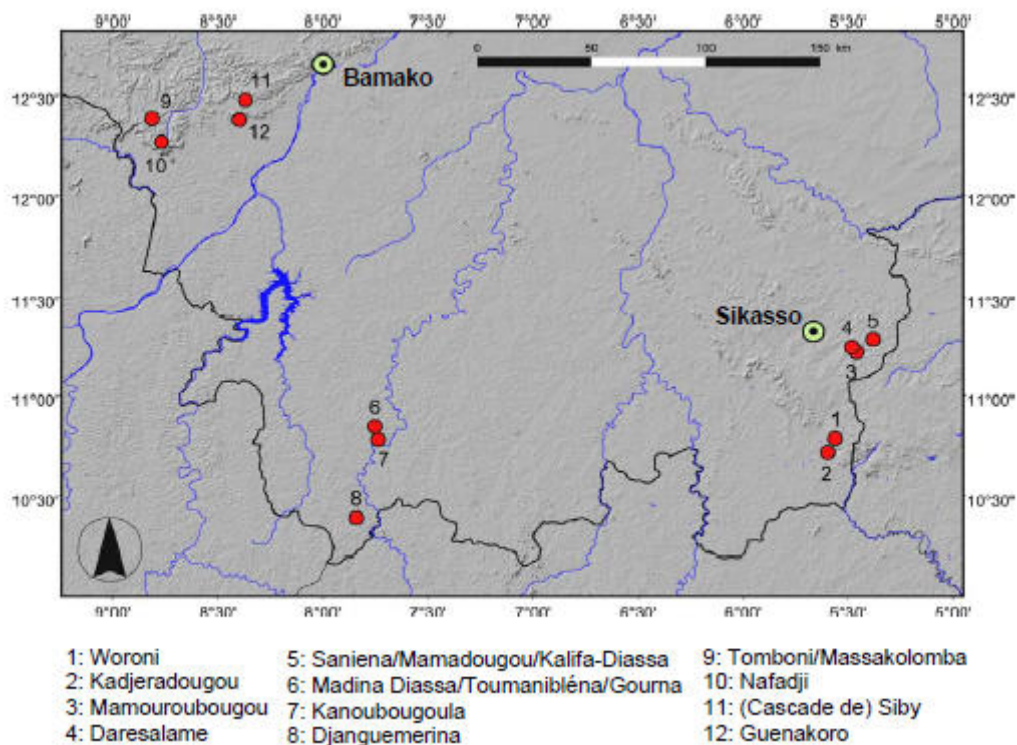 9°00' 8°30' 8°00' 7°30' 7°00' 6°30' 6°00' 5°30' 5°00'
0 50 100 150 km
11
Bamako
12°30' 9 12°30'
12
10
12°00' 12°00'
11°30' 11°30'
Sikasso 4 5
3
11°00' 11°00'
6 1
7 2
10°30' 8 10°30'
9°00' 8°30' 8°00' 7°30' 7°00' 6°30' 6°00' 5°30' 5°00'
1: Woroni 5: Saniena/Mamadougou/Kalifa-Diassa 9: Tomboni/Massakolomba
2: Kadjeradougou 6: Madina Diassa/Toumanibléna/Gourna 10: Nafadji
3: Mamouroubougou 7: Kanoubougoula 11: (Cascade de) Siby
4: Daresalame 8: Djanguemerina 12: Guenakoro